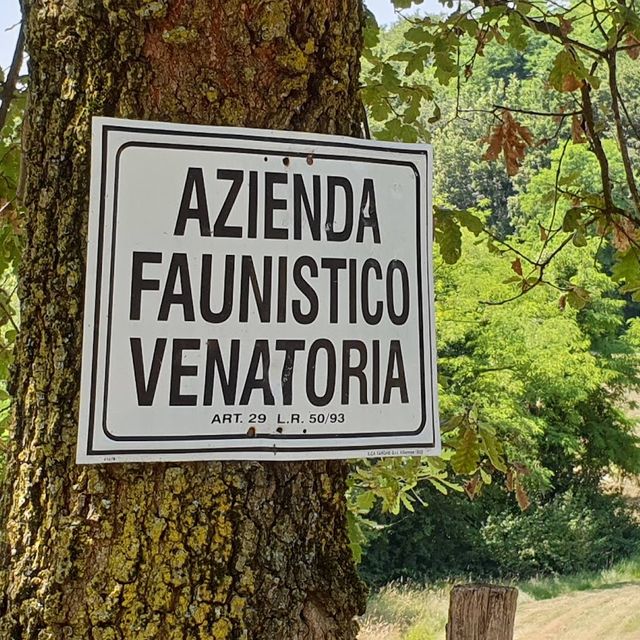 AZIENDA
FAUNISTICO
VENATORIA
ART. 29 L.R. 50/93